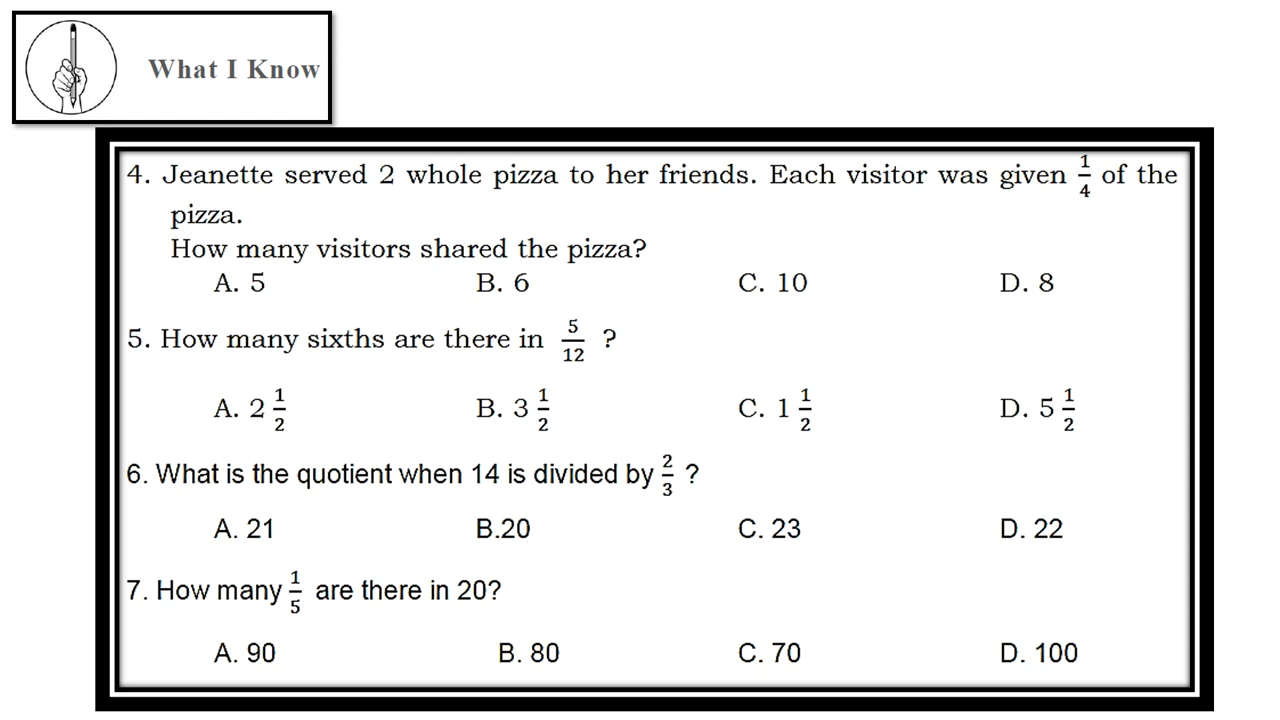 What I Know
4. Jeanette served 2 whole pizza to her friends. Each visitor was given 1/4 of the
pizza.
How many visitors shared the pizza?
A. 5 B. 6 C. 10 D. 8
5. How many sixths are there in 5/12 ?
A. 2 1/2 B. 3 1/2 C. 1 1/2 D. 5 1/2
6. What is the quotient when 14 is divided by 2/3 ?
A. 21 B.20 C. 23 D. 22
7. How many 1/5 are there in 20?
A. 90 B. 80 C. 70 D. 100